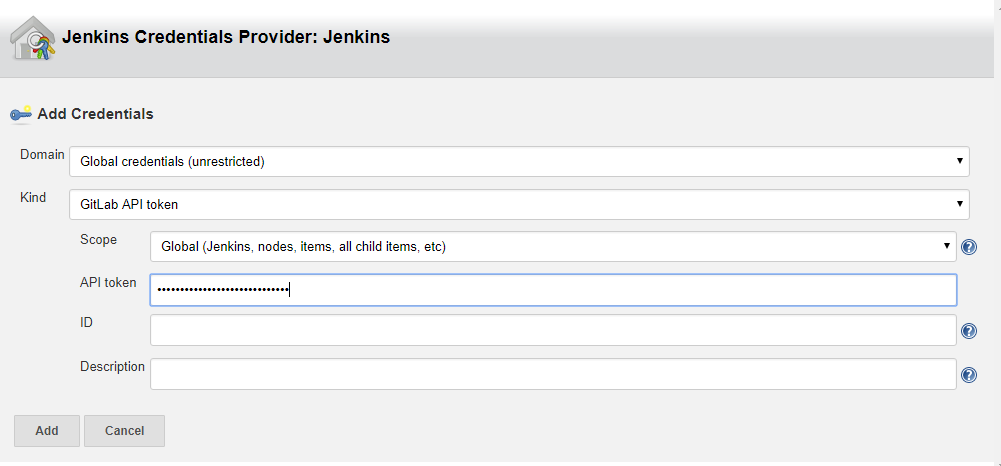 Jenkins Credentials Provider: Jenkins
Add Credentials
Domain Global credentials (unrestricted)
Kind GitLab API token
Scope Global (Jenkins, nodes, items, all child items, etc)
API token •••••••••••••••••••••••••••••
ID
Description
Add Cancel